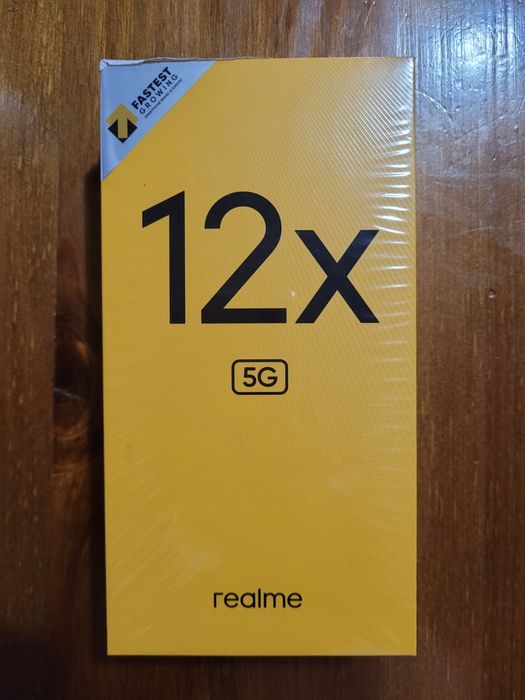 FASTEST
GROWING
12x
5G
realme